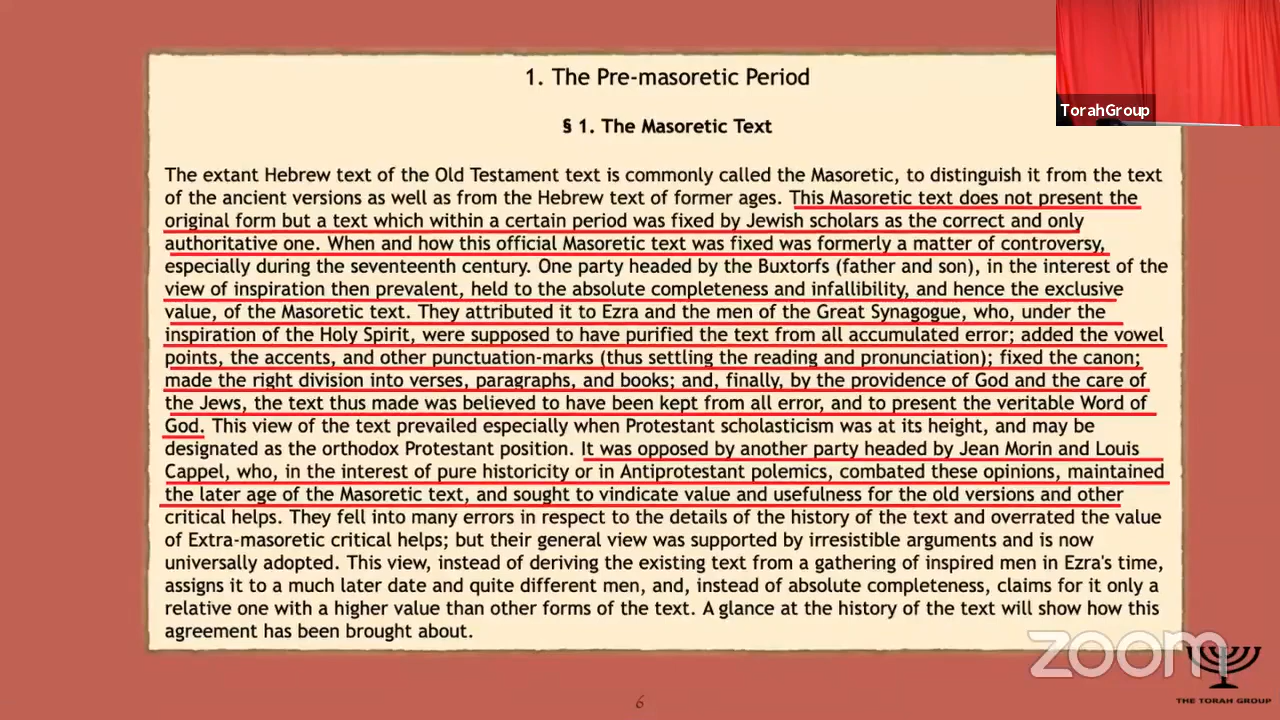 1. The Pre-masoretic Period
TorahGroup
§ 1. The Masoretic Text
The extant Hebrew text of the Old Testament text is commonly called the Masoretic, to distinguish it from the text
of the ancient versions as well as from the Hebrew text of former ages. This Masoretic text does not present the
original form but a text which within a certain period was fixed by Jewish scholars as the correct and only
authoritative one. When and how this official Masoretic text was fixed was formerly a matter of controversy,
especially during the seventeenth century. One party headed by the Buxtorfs (father and son), in the interest of the
view of inspiration then prevalent, held to the absolute completeness and infallibility, and hence the exclusive
value, of the Masoretic text. They attributed it to Ezra and the men of the Great Synagogue, who, under the
inspiration of the Holy Spirit, were supposed to have purified the text from all accumulated error; added the vowel
points, the accents, and other punctuation-marks (thus settling the reading and pronunciation); fixed the canon;
made the right division into verses, paragraphs, and books; and, finally, by the providence of God and the care of
the Jews, the text thus made was believed to have been kept from all error, and to present the veritable Word of
God. This view of the text prevailed especially when Protestant scholasticism was at its height, and may be
designated as the orthodox Protestant position. It was opposed by another party headed by Jean Morin and Louis
Cappel, who, in the interest of pure historicity or in Antiprotestant polemics, combated these opinions, maintained
the later age of the Masoretic text, and sought to vindicate value and usefulness for the old versions and other
critical helps. They fell into many errors in respect to the details of the history of the text and overrated the value
of Extra-masoretic critical helps; but their general view was supported by irresistible arguments and is now
universally adopted. This view, instead of deriving the existing text from a gathering of inspired men in Ezra's time,
assigns it to a much later date and quite different men, and, instead of absolute completeness, claims for it only a
relative one with a higher value than other forms of the text. A glance at the history of the text will show how this
agreement has been brought about.
zoom
THE TORAH GROUP
6